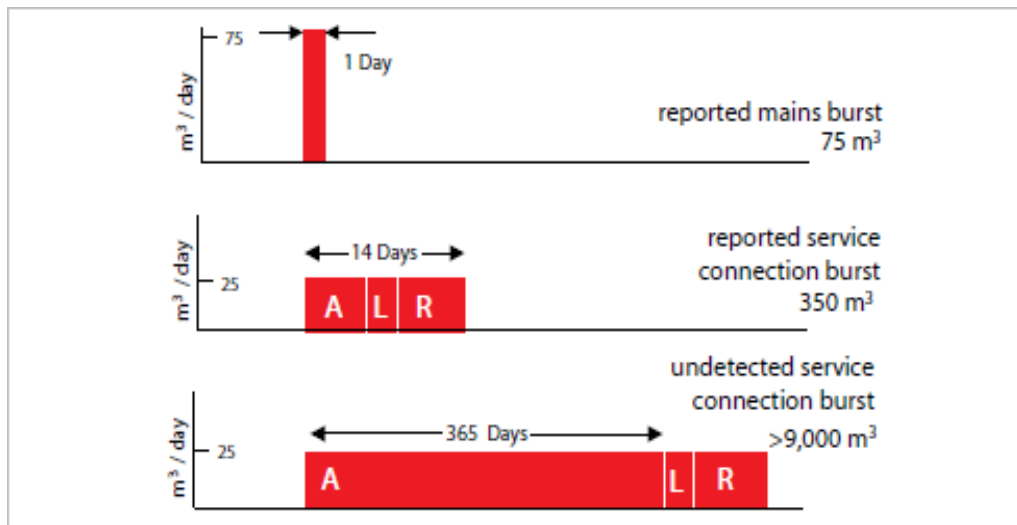 75
1 Day
m³ / day
reported mains burst
75 m³
14 Days
m³ / day
25
A L R
reported service
connection burst
350 m³
undetected service
connection burst
>9,000 m³
365 Days
m³ / day
25
A L R